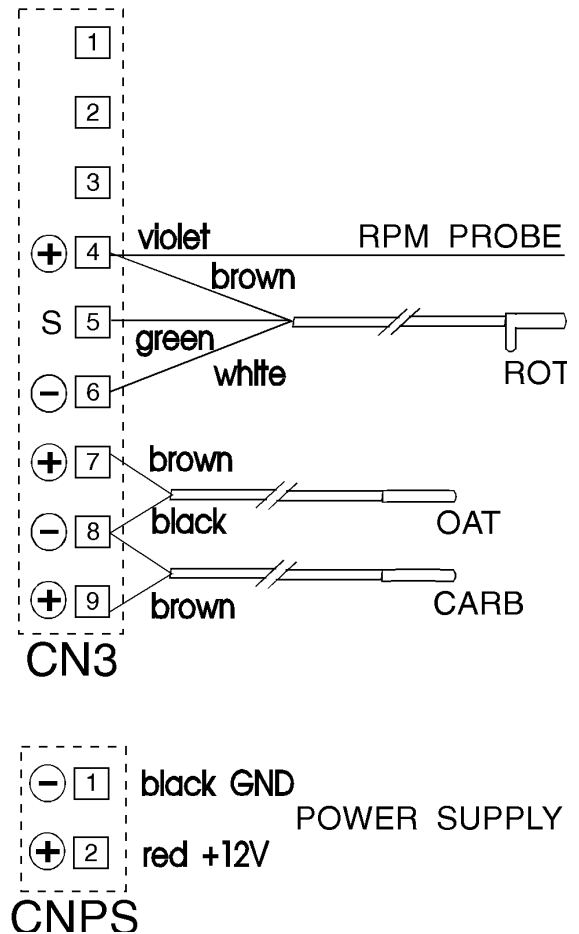 1
2
3
+ 4 violet RPM PROBE
brown
S 5
green
ROT
- 6 white
+ 7 brown
OAT
- 8 black
CARB
+ 9 brown
CN3
- 1 black GND
POWER SUPPLY
+ 2 red +12V
CNPS